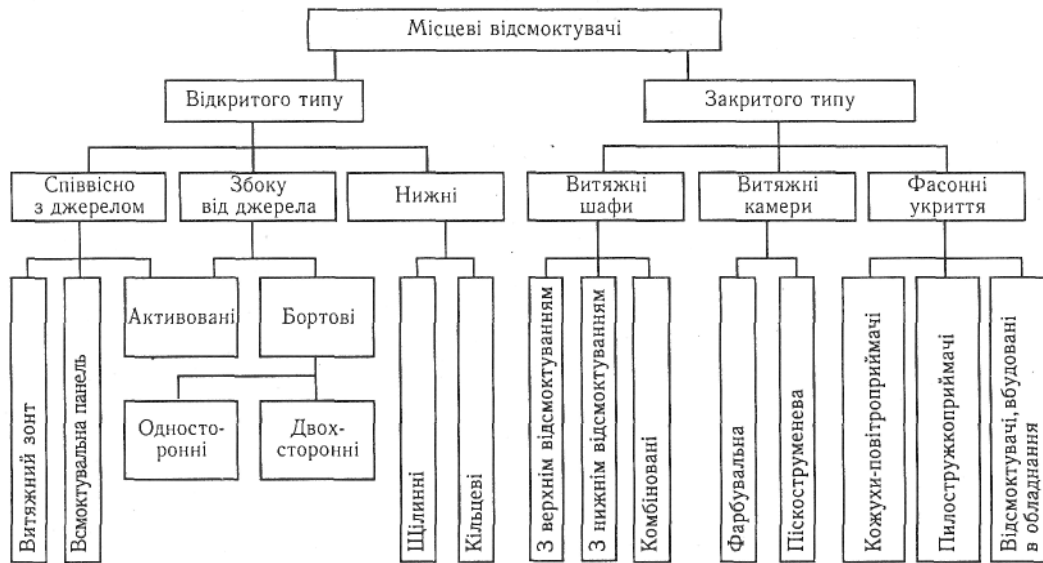 Місцеві відсмоктувачі
Відкритого типу
Закритого типу
Співвісно
з джерелом
Збоку
від джерела
Нижні
Витяжні
шафи
Витяжні
камери
Фасонні
укриття
Витяжний зонт
Всмоктувальна панель
Активовані
Бортові
Односто-
ронні
Двох-
сторонні
Щілинні
Кільцеві
З верхнім відсмоктуванням
З нижнім відсмоктуванням
Комбіновані
Фарбувальна
Піскоструменева
Кожухи-повітроприймачі
Пилостружкоприймачі
Відсмоктувачі, вбудовані
в обладнання